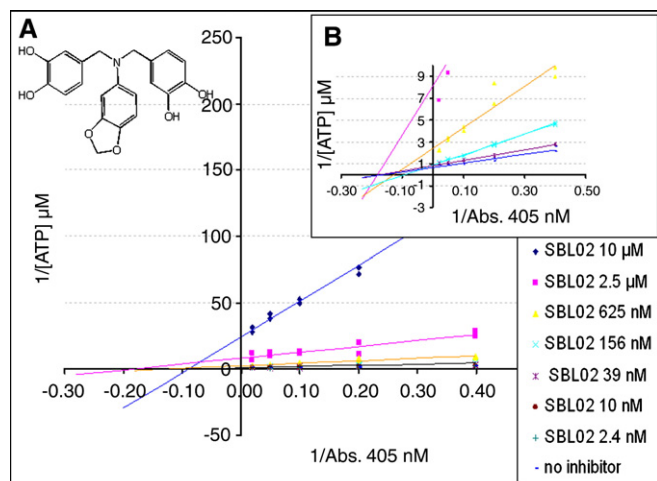 A
HO
HO
N
OH
OH
O
O
250
200
150
100
50
0
-50
1/[ATP] µM
-0.30 -0.20 -0.10 0.00 0.10 0.20 0.30 0.40
1/Abs. 405 nM
B
9
7
5
3
1
-1
-3
1/[ATP] µM
-0.30 -0.10 0.10 0.30 0.50
1/Abs. 405 nM
SBL02 10 µM
SBL02 2.5 µM
SBL02 625 nM
SBL02 156 nM
SBL02 39 nM
SBL02 10 nM
SBL02 2.4 nM
no inhibitor